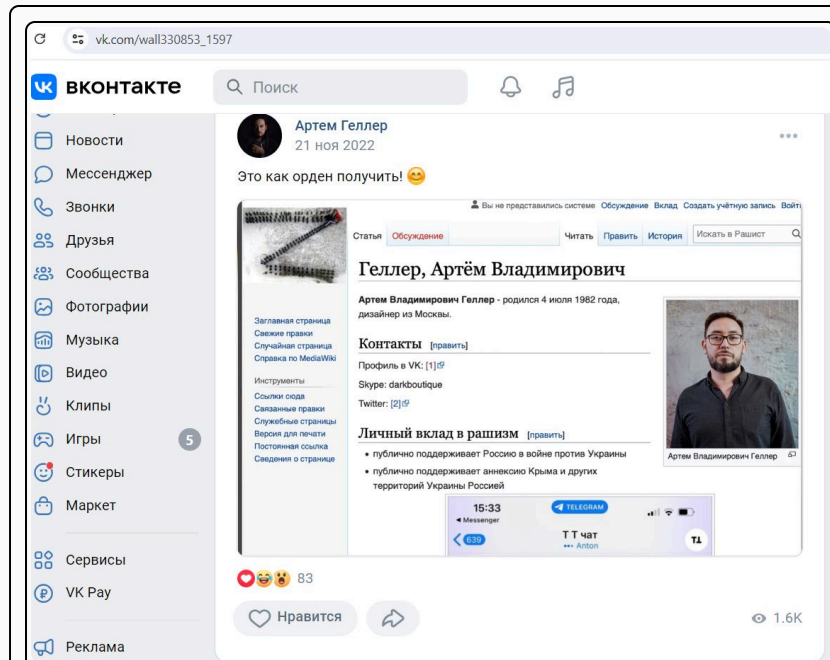 vk.com/wall330853_1597
ВКОНТАКТЕ
Поиск
Новости
Мессенджер
Звонки
Друзья
Сообщества
Фотографии
Музыка
Видео
Клипы
Игры
5
Стикеры
Маркет
Сервисы
VK Pay
Реклама
Артем Геллер
21 ноя 2022
Это как орден получить! 😊
Вы не представились системе Обсуждение Вклад Создать учётную запись Войти
Статья Обсуждение Читать Править История Искать в Рашист
Геллер, Артём Владимирович
Артем Владимирович Геллер - родился 4 июля 1982 года,
дизайнер из Москвы.
Контакты [править]
Профиль в VK: [1]
Skype: darkboutique
Twitter: [2]
Личный вклад в рашизм [править]
• публично поддерживает Россию в войне против Украины
• публично поддерживает аннексию Крыма и других
территорий Украины Россией
Артем Владимирович Геллер
Заглавная страница
Свежие правки
Случайная страница
Справка по MediaWiki
Инструменты
Ссылки сюда
Связанные правки
Служебные страницы
Версия для печати
Постоянная ссылка
Сведения о странице
15:33
TELEGRAM
Messenger
639
Т Т чат
Anton
83
Нравится
1.6K